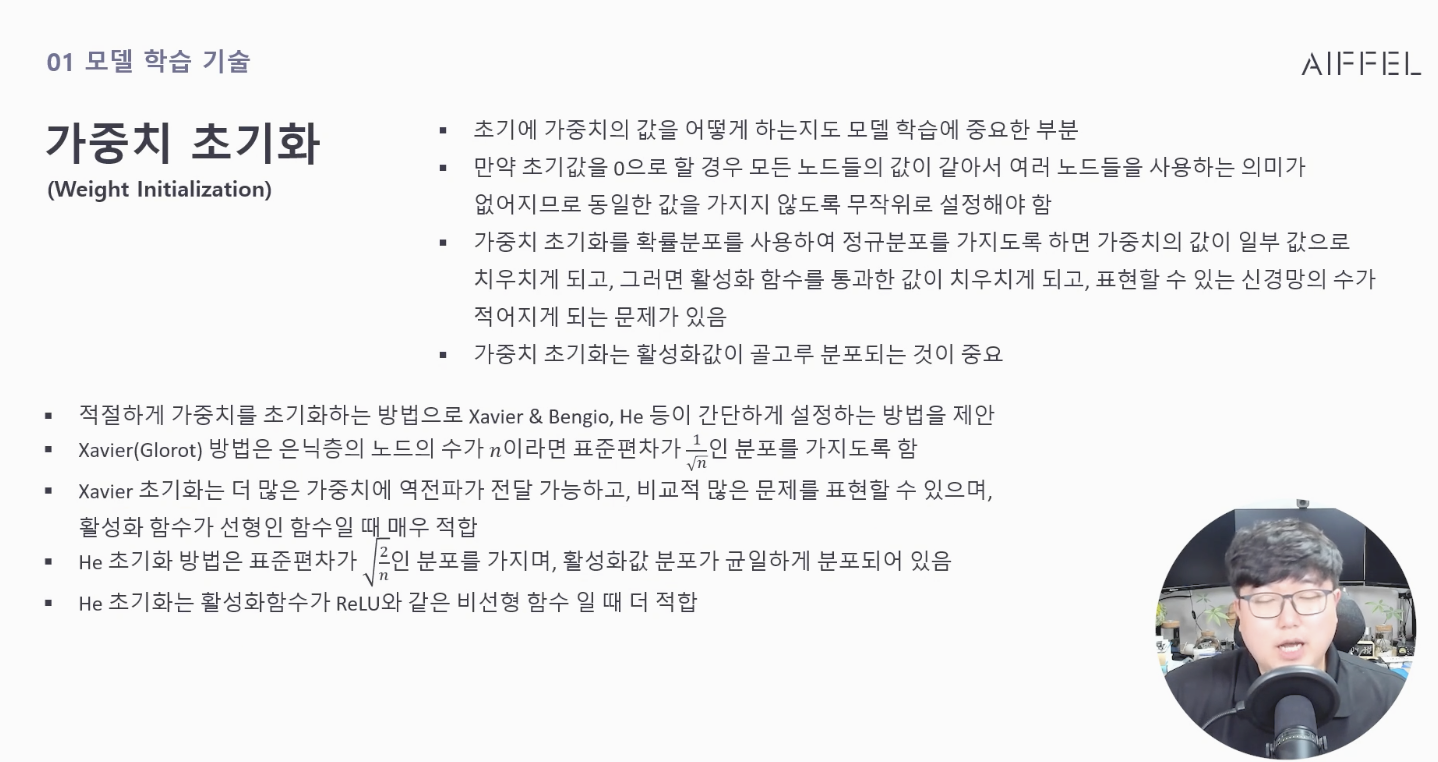 01 모델 학습 기술
AIFFEL
가중치 초기화
(Weight Initialization)
▪ 초기에 가중치의 값을 어떻게 하는지도 모델 학습에 중요한 부분
▪ 만약 초기값을 0으로 할 경우 모든 노드들의 값이 같아서 여러 노드들을 사용하는 의미가
없어지므로 동일한 값을 가지지 않도록 무작위로 설정해야 함
▪ 가중치 초기화를 확률분포를 사용하여 정규분포를 가지도록 하면 가중치의 값이 일부 값으로
치우치게 되고, 그러면 활성화 함수를 통과한 값이 치우치게 되고, 표현할 수 있는 신경망의 수가
적어지게 되는 문제가 있음
▪ 가중치 초기화는 활성화값이 골고루 분포되는 것이 중요
▪ 적절하게 가중치를 초기화하는 방법으로 Xavier & Bengio, He 등이 간단하게 설정하는 방법을 제안
▪ Xavier(Glorot) 방법은 은닉층의 노드의 수가 n이라면 표준편차가 1/√n인 분포를 가지도록 함
▪ Xavier 초기화는 더 많은 가중치에 역전파가 전달 가능하고, 비교적 많은 문제를 표현할 수 있으며,
활성화 함수가 선형인 함수일 때 매우 적합
▪ He 초기화 방법은 표준편차가 √(2/n)인 분포를 가지며, 활성화값 분포가 균일하게 분포되어 있음
▪ He 초기화는 활성화함수가 ReLU와 같은 비선형 함수 일 때 더 적합